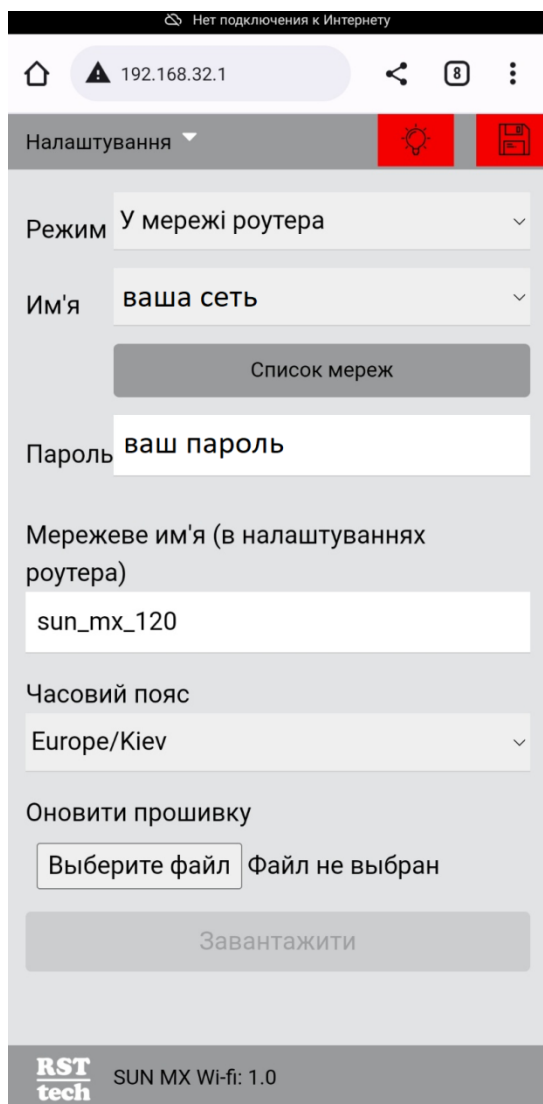 Нет подключения к Интернету
192.168.32.1
8
Налаштування
Режим У мережі роутера
Им'я ваша сеть
Список мереж
Пароль ваш пароль
Мережеве им'я (в налаштуваннях
роутера)
sun_mx_120
Часовий пояс
Europe/Kiev
Оновити прошивку
Выберите файл Файл не выбран
Завантажити
RST
tech
SUN MX Wi-fi: 1.0